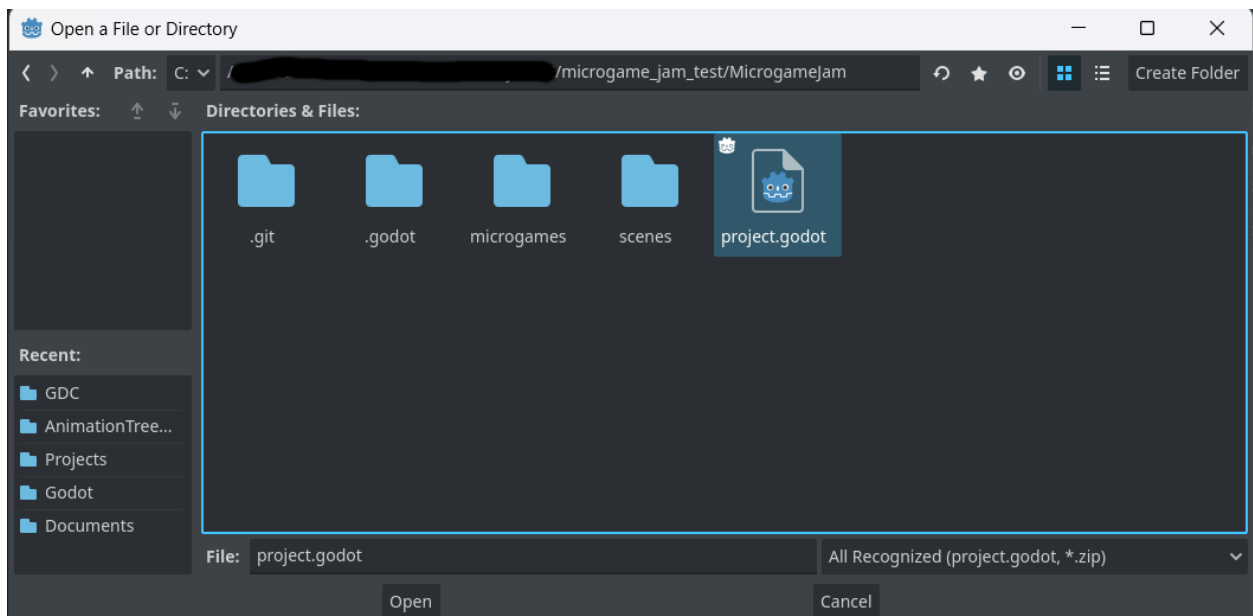 Open a File or Directory
Path: C: / /microgame_jam_test/MicrogameJam Create Folder
Favorites: Directories & Files:
.git .godot microgames scenes project.godot
Recent:
GDC
AnimationTree...
Projects
Godot
Documents
File: project.godot All Recognized (project.godot, *.zip)
Open Cancel